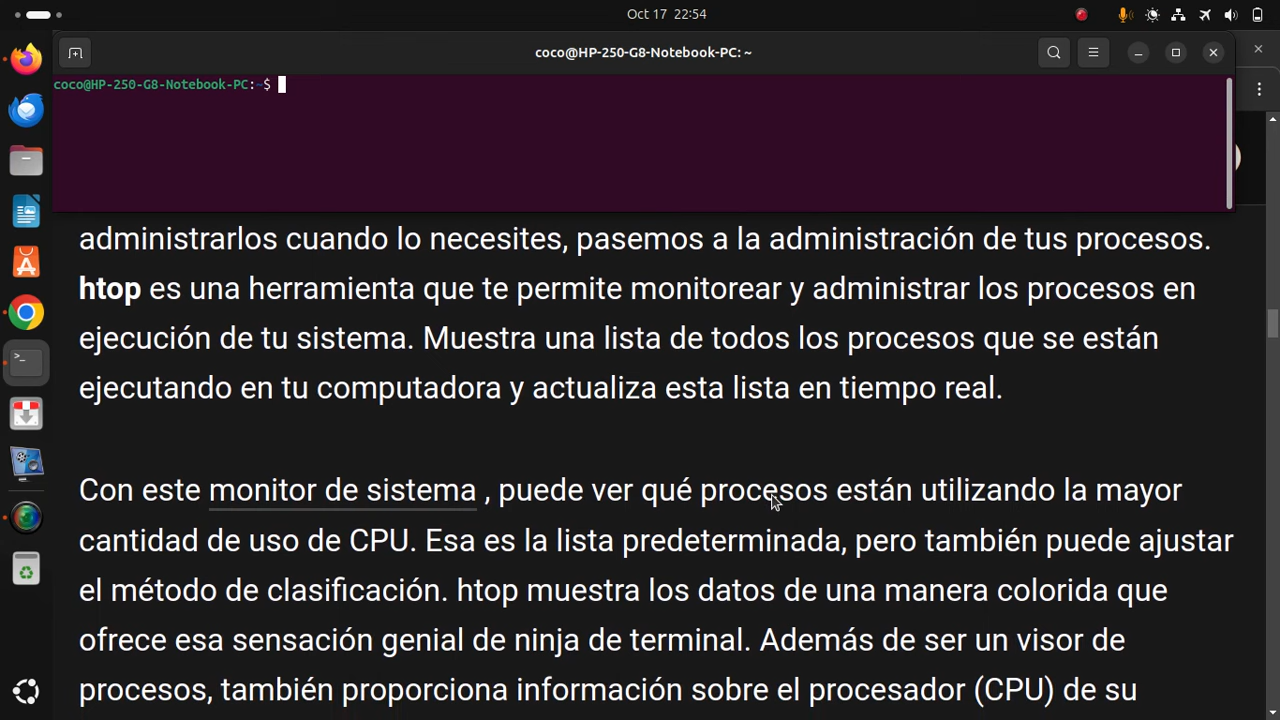 Oct 17 22:54
coco@HP-250-G8-Notebook-PC: ~
coco@HP-250-G8-Notebook-PC:~$
administrarlos cuando lo necesites, pasemos a la administración de tus procesos.
htop es una herramienta que te permite monitorear y administrar los procesos en
ejecución de tu sistema. Muestra una lista de todos los procesos que se están
ejecutando en tu computadora y actualiza esta lista en tiempo real.
Con este monitor de sistema , puede ver qué procesos están utilizando la mayor
cantidad de uso de CPU. Esa es la lista predeterminada, pero también puede ajustar
el método de clasificación. htop muestra los datos de una manera colorida que
ofrece esa sensación genial de ninja de terminal. Además de ser un visor de
procesos, también proporciona información sobre el procesador (CPU) de su